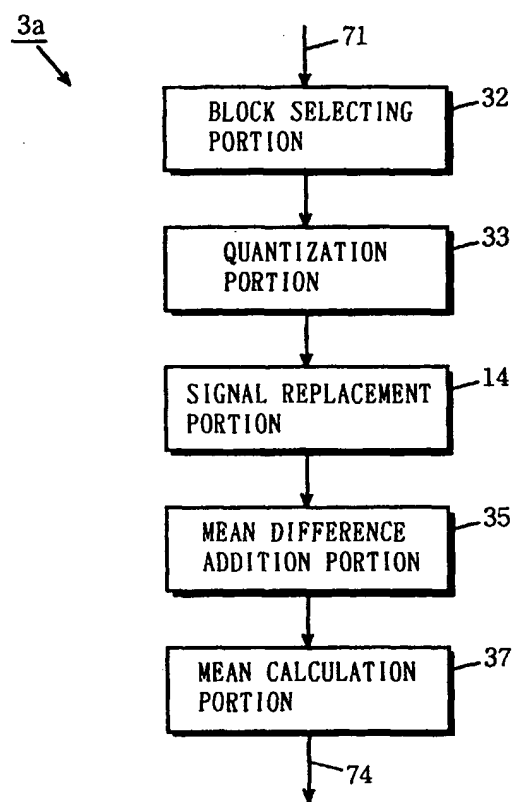 3a
71
BLOCK SELECTING
PORTION
32
QUANTIZATION
PORTION
33
SIGNAL REPLACEMENT
PORTION
14
MEAN DIFFERENCE
ADDITION PORTION
35
MEAN CALCULATION
PORTION
37
74